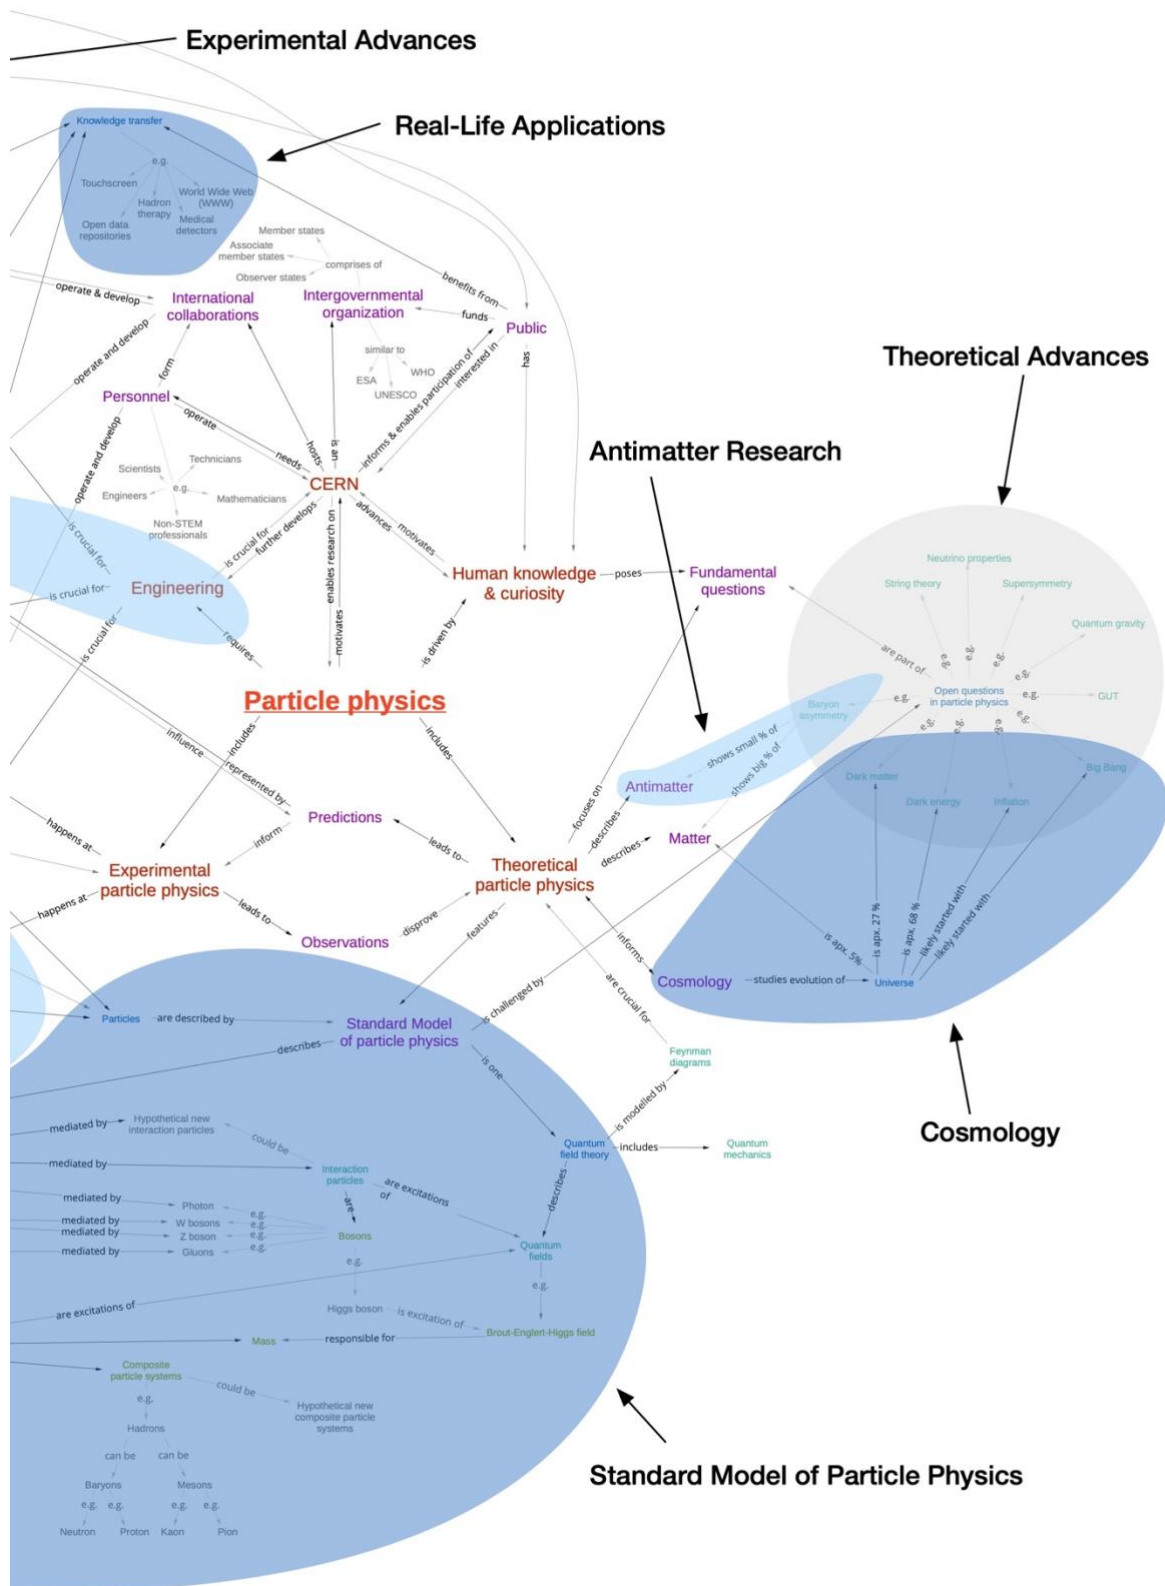 Experimental Advances
Real-Life Applications
Knowledge transfer
e.g.
Touchscreen
World Wide Web
(WWW)
Hadron
therapy
Open data
repositories
Medical
detectors
Member states
Associate
member states
Observer states
comprises of
operate & develop
International
collaborations
Intergovernmental
organization
benefits from
funds
Public
similar to
ESA
WHO
UNESCO
has
operate and develop
form
Personnel
operate
needs
hosts
is an
informs & enables participation of
interested in
Theoretical Advances
Antimatter Research
operate and develop
Scientists
Technicians
Engineers
e.g.
Mathematicians
Non-STEM
professionals
CERN
is crucial for
further develops
enables research on
motivates
advances
motivates
is crucial for
is crucial for
is crucial for
Engineering
Human knowledge
& curiosity
poses
Fundamental
questions
Neutrino properties
String theory
Supersymmetry
Quantum gravity
are part of
e.g.
e.g.
e.g.
e.g.
Open questions
in particle physics
e.g.
GUT
e.g.
Baryon
asymmetry
e.g.
e.g.
e.g.
e.g.
requires
is driven by
Particle physics
influence
includes
includes
represented by
shows small % of
shows big % of
Antimatter
Dark matter
Dark energy
Inflation
Big Bang
Predictions
inform
leads to
focuses on
describes
describes
Matter
happens at
Experimental
particle physics
Theoretical
particle physics
happens at
leads to
Observations
disprove
features
informs
is apx. 5%
is apx. 27 %
is apx. 68 %
likely started with
likely started with
Cosmology
studies evolution of
Universe
are crucial for
is challenged by
Particles
are described by
Standard Model
of particle physics
describes
is one
Feynman
diagrams
is modelled by
Cosmology
mediated by
Hypothetical new
interaction particles
could be
Quantum
field theory
includes
Quantum
mechanics
mediated by
Interaction
particles
are excitations
of
describes
are
mediated by
Photon
e.g.
mediated by
W bosons
e.g.
mediated by
Z boson
e.g.
mediated by
Gluons
e.g.
Bosons
Quantum
fields
e.g.
e.g.
are excitations of
Higgs boson
is excitation of
Brout-Englert-Higgs field
Mass
responsible for
Composite
particle systems
could be
e.g.
Hypothetical new
composite particle
systems
Hadrons
can be
can be
Baryons
Mesons
e.g.
e.g.
e.g.
e.g.
Neutron
Proton
Kaon
Pion
Standard Model of Particle Physics